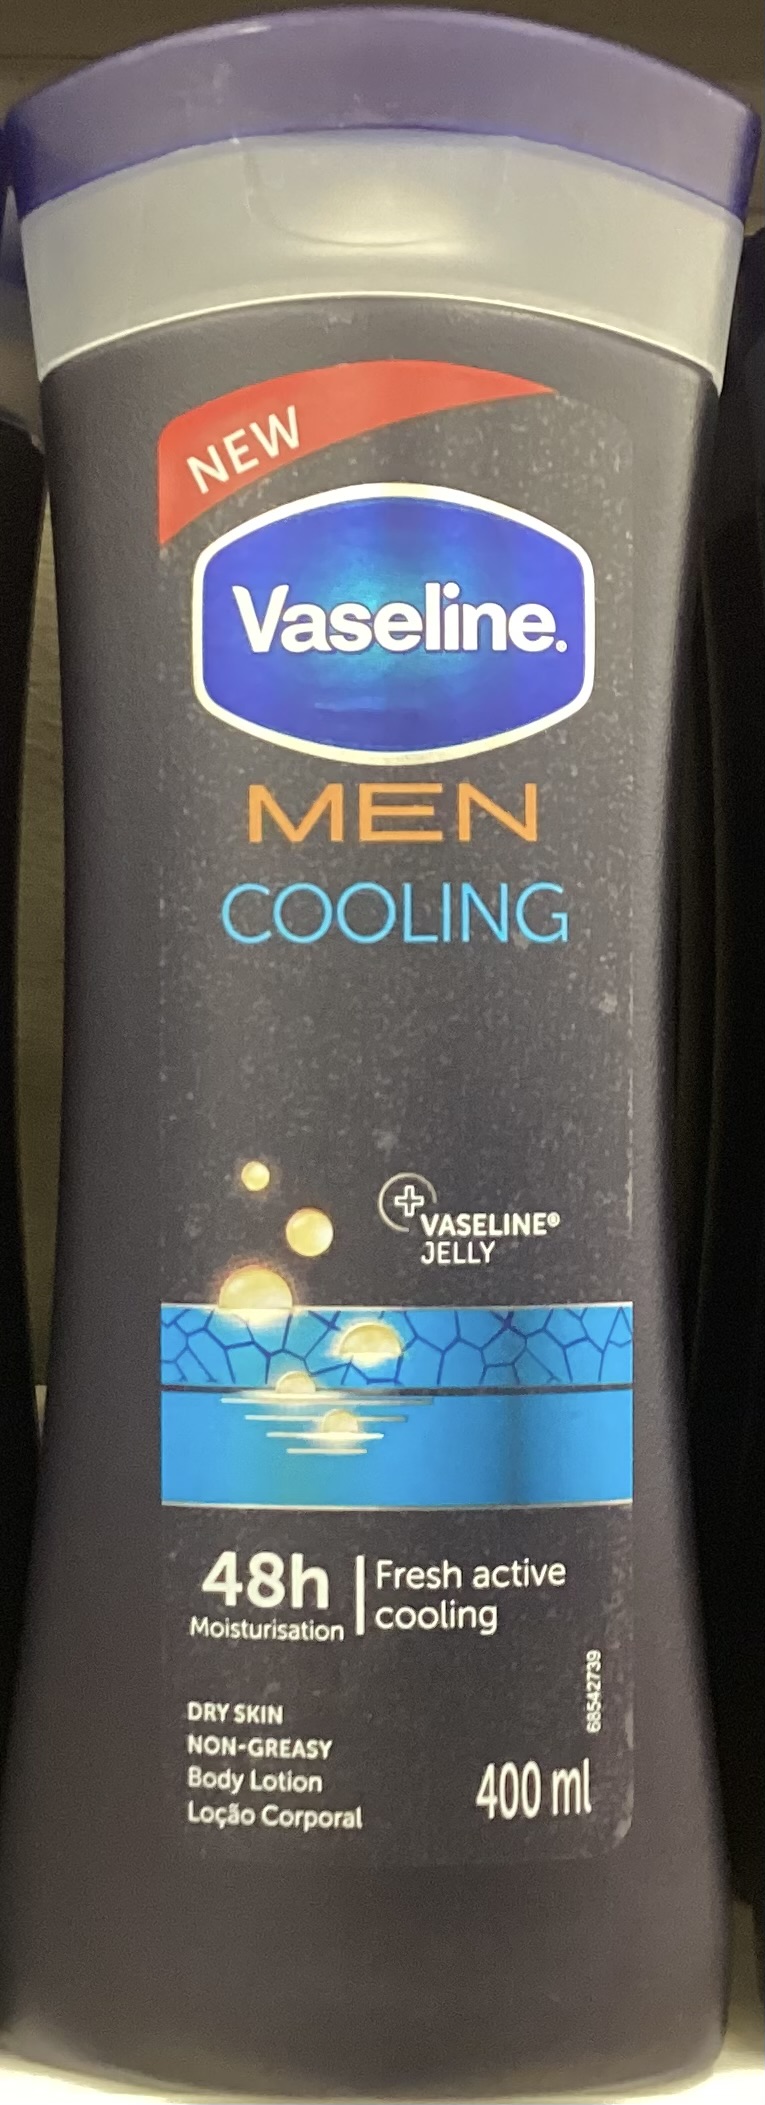 NEW
Vaseline.
MEN
COOLING
VASELINE®
JELLY
48h
Moisturisation
Fresh active
cooling
68542739
DRY SKIN
NON-GREASY
Body Lotion
Loção Corporal
400 ml